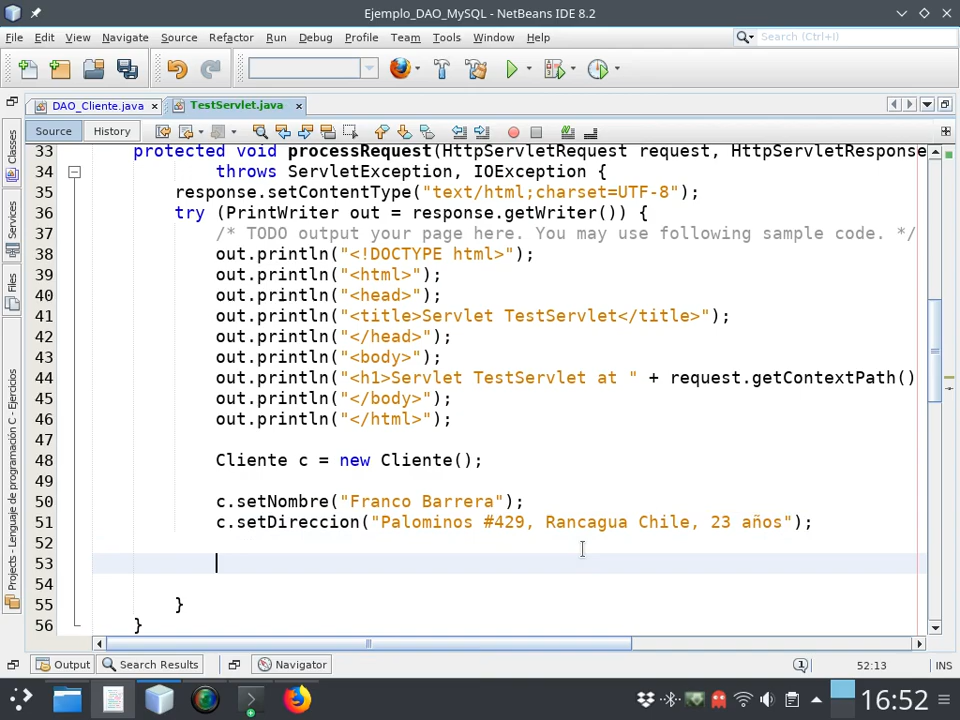 Ejemplo_DAO_MySQL - NetBeans IDE 8.2
File Edit View Navigate Source Refactor Run Debug Profile Team Tools Window Help
Search (Ctrl+I)
DAO_Cliente.java
TestServlet.java
Source History
Classes
Services
Files
Projects - Lenguaje de programación C - Ejercicios
33 protected void processRequest(HttpServletRequest request, HttpServletResponse
34 throws ServletException, IOException {
35 response.setContentType("text/html;charset=UTF-8");
36 try (PrintWriter out = response.getWriter()) {
37 /* TODO output your page here. You may use following sample code. */
38 out.println("<!DOCTYPE html>");
39 out.println("<html>");
40 out.println("<head>");
41 out.println("<title>Servlet TestServlet</title>");
42 out.println("</head>");
43 out.println("<body>");
44 out.println("<h1>Servlet TestServlet at " + request.getContextPath()
45 out.println("</body>");
46 out.println("</html>");
47
48 Cliente c = new Cliente();
49
50 c.setNombre("Franco Barrera");
51 c.setDireccion("Palominos #429, Rancagua Chile, 23 años");
52
53
54
55 }
56 }
Output Search Results Navigator
1
52:13 INS
16:52